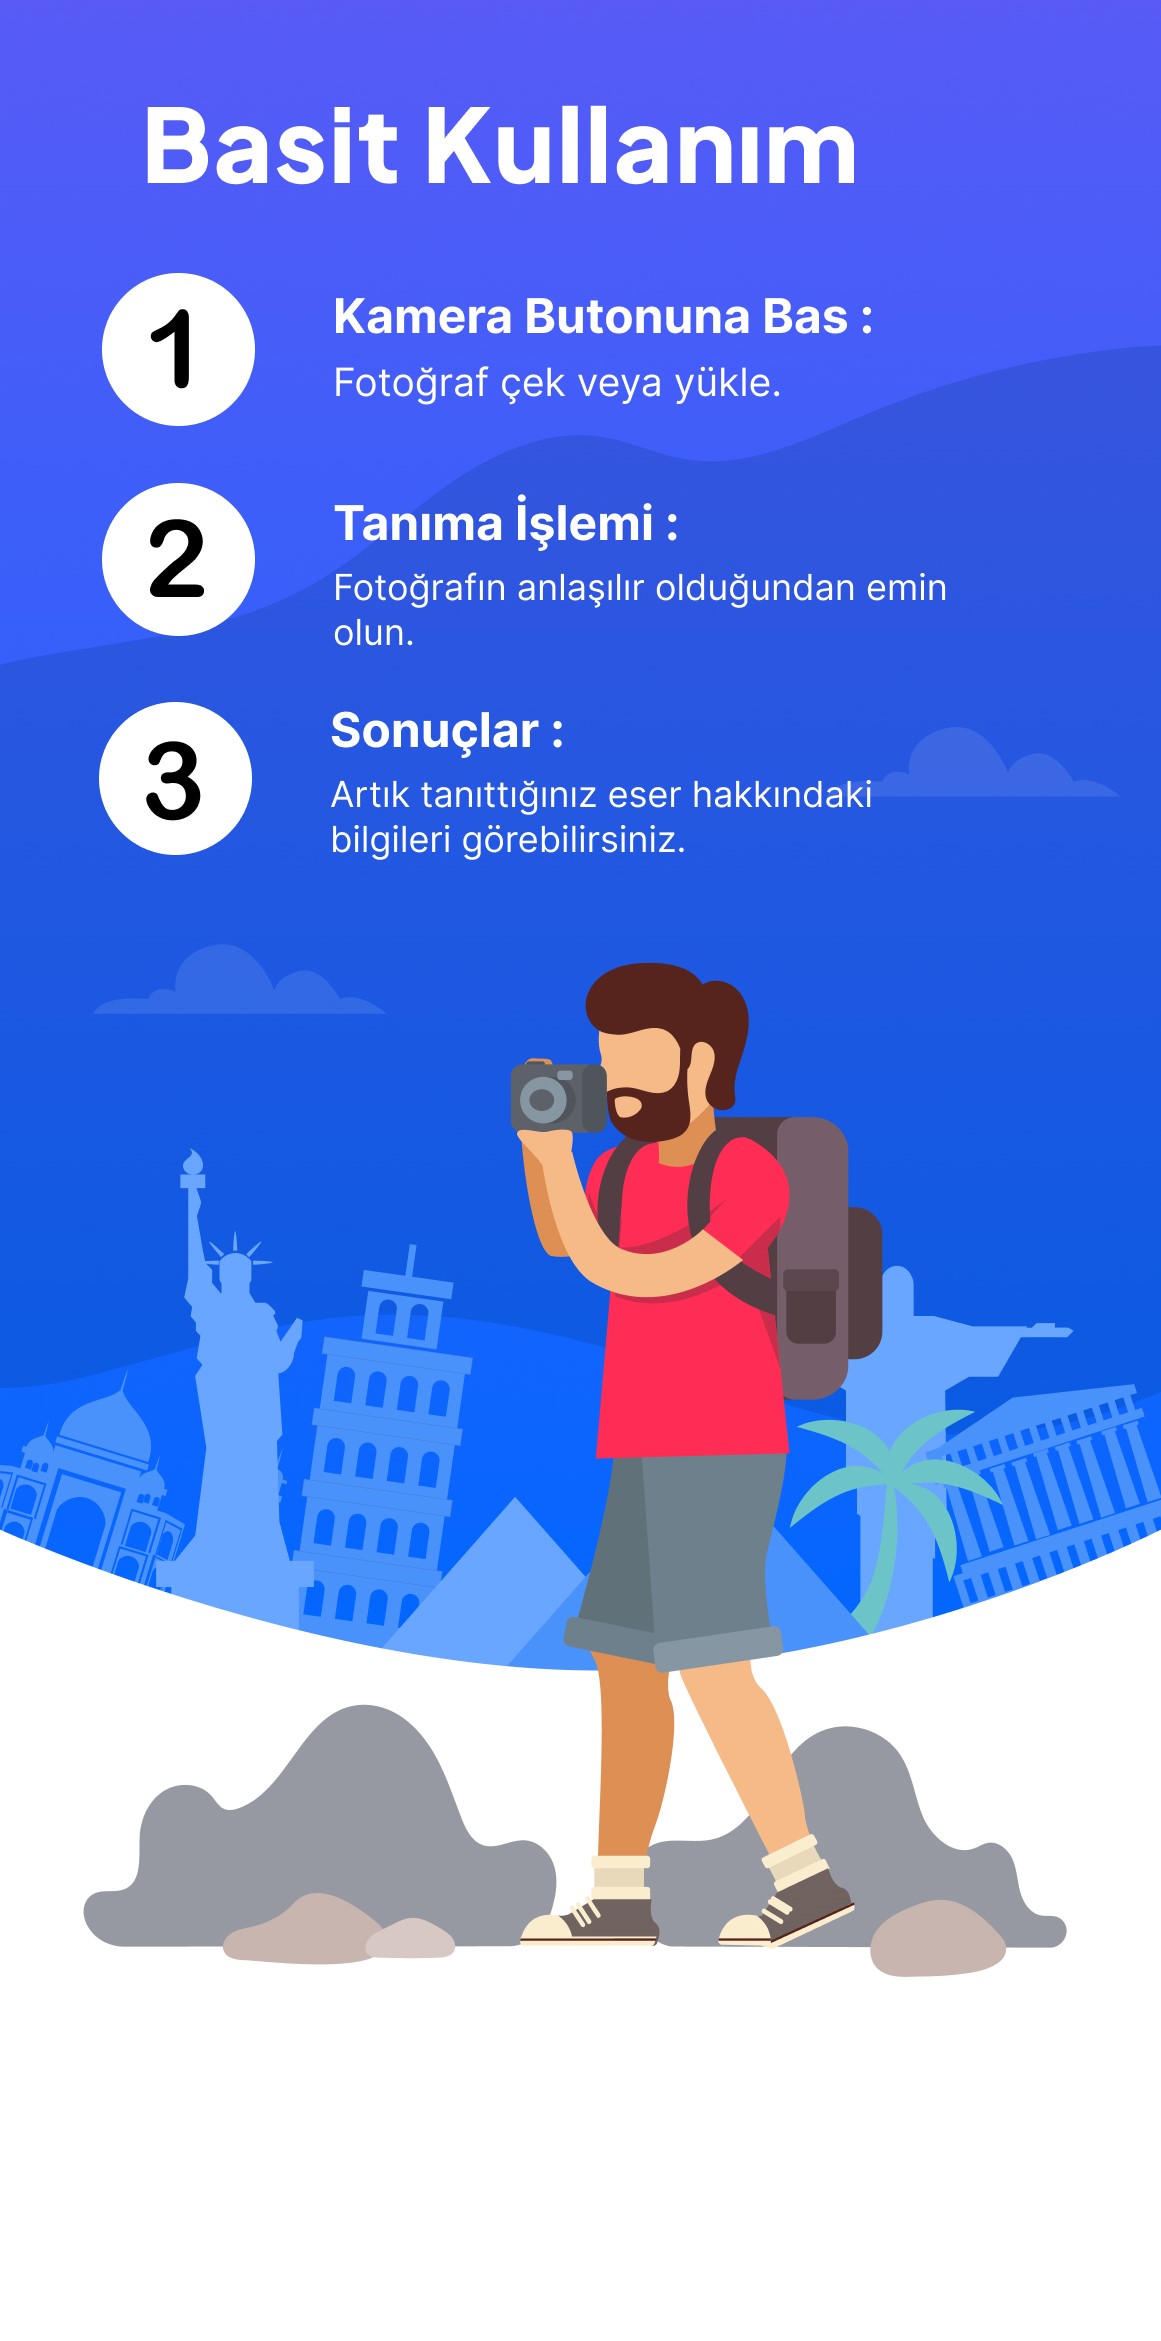 Basit Kullanım
1
Kamera Butonuna Bas :
Fotoğraf çek veya yükle.
2
Tanıma İşlemi :
Fotoğrafın anlaşılır olduğundan emin
olun.
3
Sonuçlar :
Artık tanıttığınız eser hakkındaki
bilgileri görebilirsiniz.